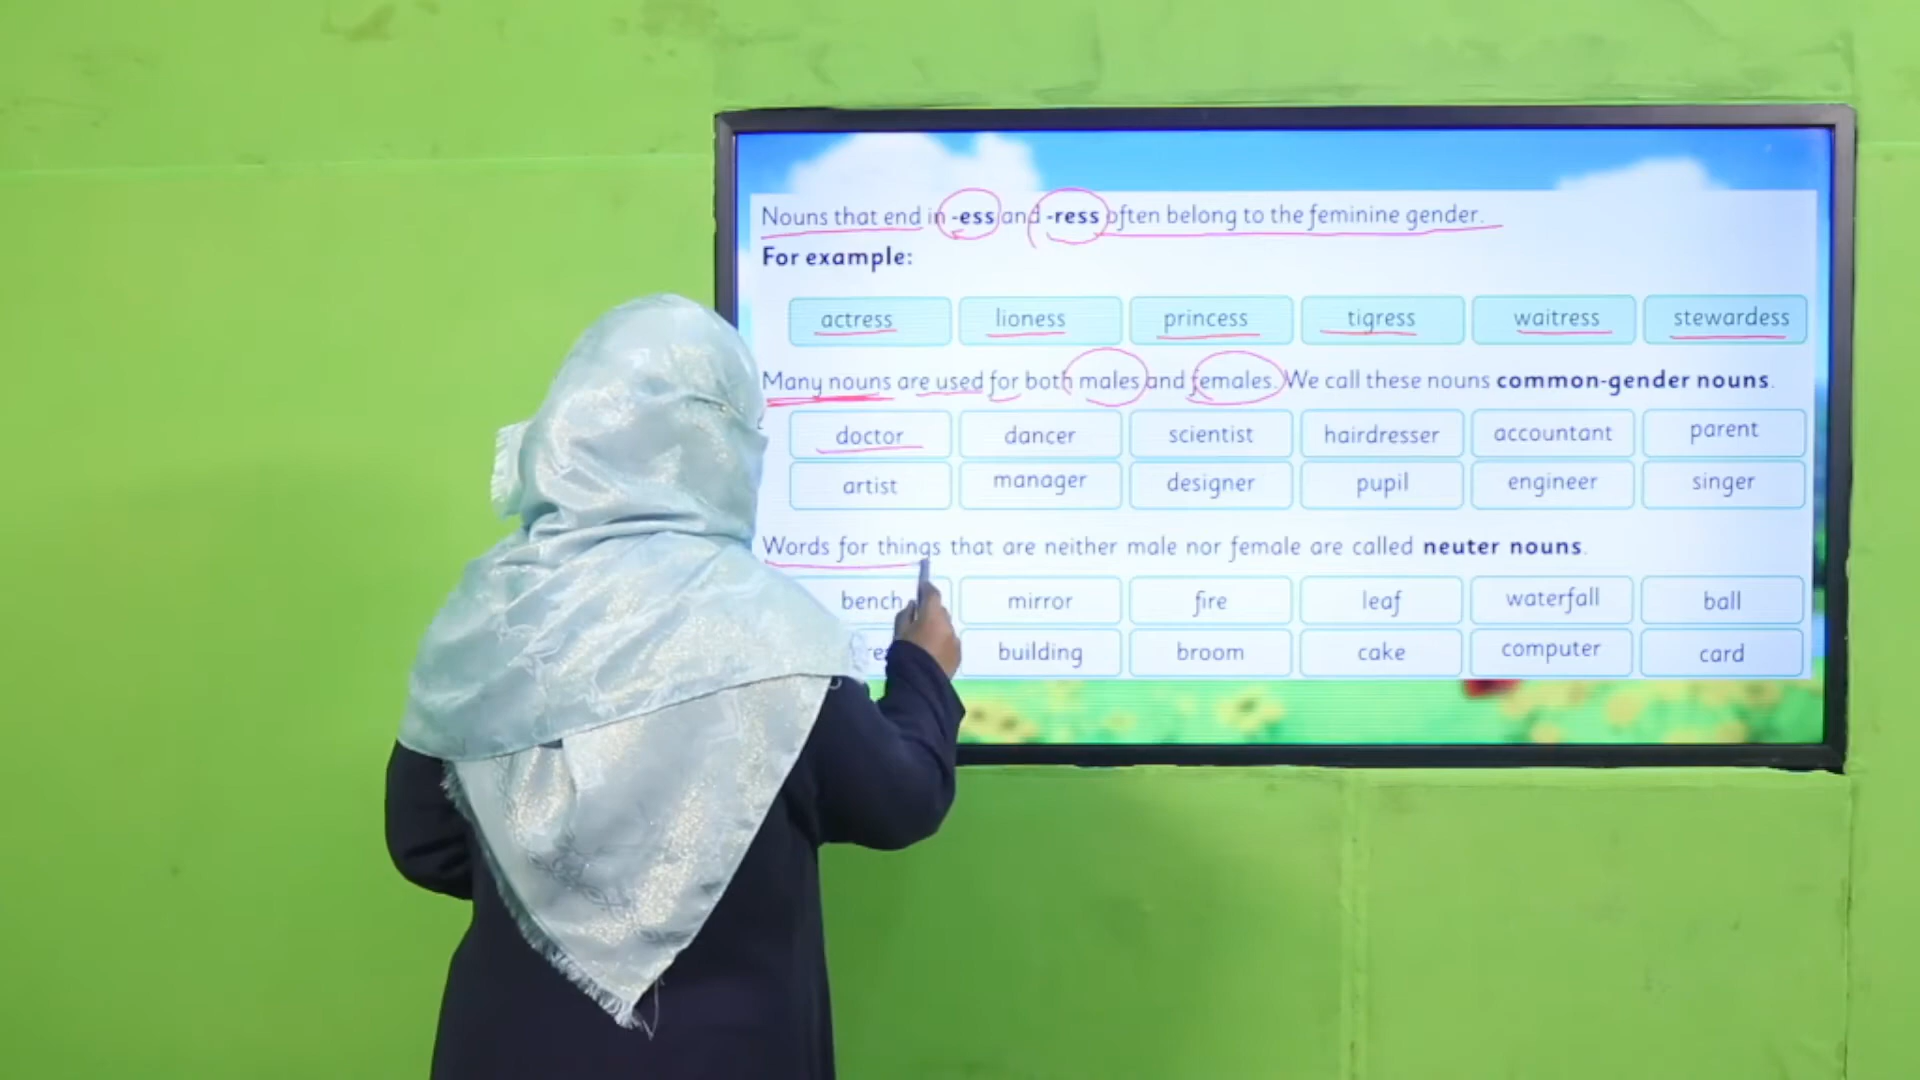 Nouns that end in -ess and -ress often belong to the feminine gender.
For example:
actress lioness princess tigress waitress stewardess
Many nouns are used for both males and females. We call these nouns common-gender nouns.
doctor dancer scientist hairdresser accountant parent
artist manager designer pupil engineer singer
Words for things that are neither male nor female are called neuter nouns.
bench mirror fire leaf waterfall ball
building broom cake computer card